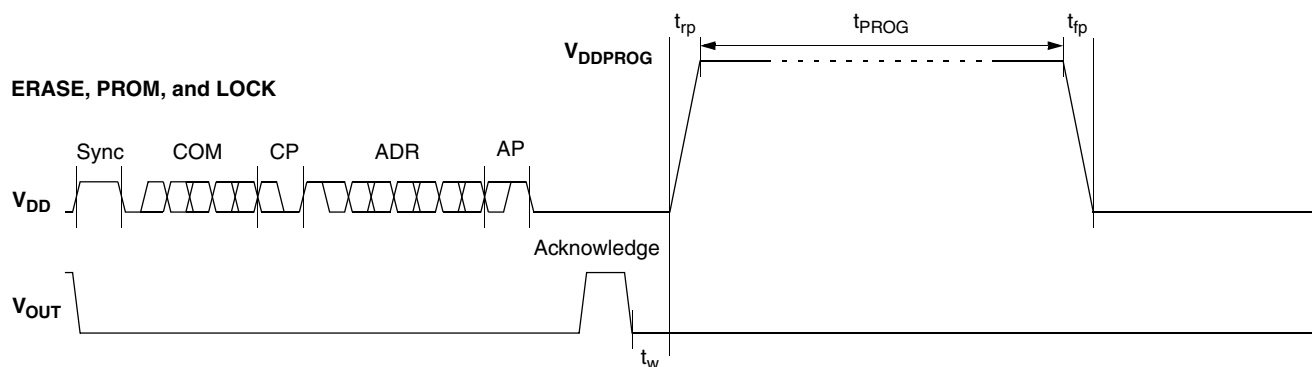 t_rp t_PROG t_fp
V_DDPROG
ERASE, PROM, and LOCK
Sync COM CP ADR AP
V_DD
Acknowledge
V_OUT
t_w